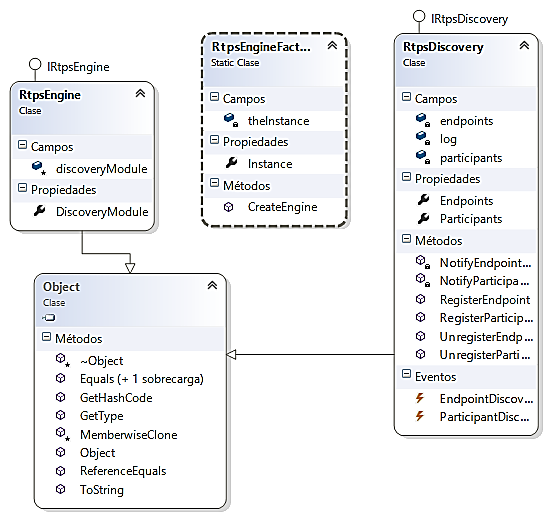 IRtpsEngine
RtpsEngine
Clase
Campos
discoveryModule
Propiedades
DiscoveryModule
RtpsEngineFact...
Static Clase
Campos
theInstance
Propiedades
Instance
Métodos
CreateEngine
IRtpsDiscovery
RtpsDiscovery
Clase
Campos
endpoints
log
participants
Propiedades
Endpoints
Participants
Métodos
NotifyEndpoint...
NotifyParticipa...
RegisterEndpoint
RegisterParticip...
UnregisterEndp...
UnregisterParti...
Eventos
EndpointDiscov...
ParticipantDisc...
Object
Clase
Métodos
~Object
Equals (+ 1 sobrecarga)
GetHashCode
GetType
MemberwiseClone
Object
ReferenceEquals
ToString